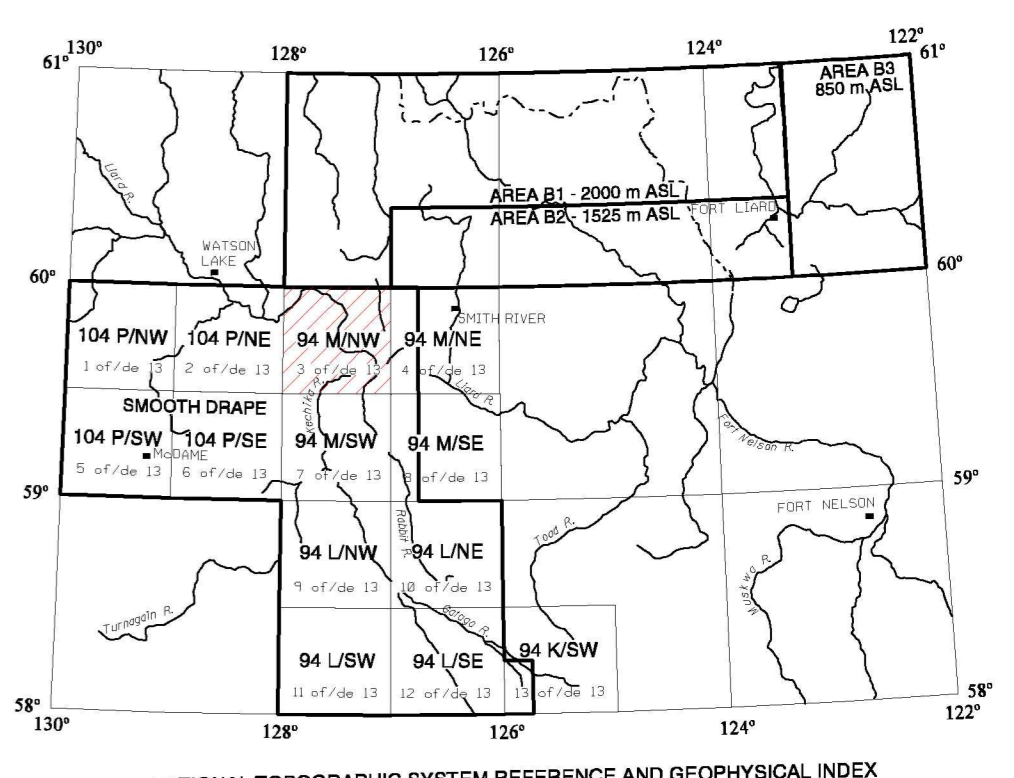 130° 128° 126° 124° 122°
61° 61°
AREA B3
850 m ASL
Liard R.
AREA B1 - 2000 m ASL
AREA B2 - 1525 m ASL
FORT LIARD
WATSON
LAKE
60° 60°
SMITH RIVER
104 P/NW 104 P/NE 94 M/NW 94 M/NE
1 of/de 13 2 of/de 13 3 of/de 13 4 of/de 13
Kechika R.
Liard R.
SMOOTH DRAPE
104 P/SW 104 P/SE 94 M/SW 94 M/SE
McDAME
5 of/de 13 6 of/de 13 7 of/de 13 8 of/de 13
Fort Nelson R.
59° 59°
FORT NELSON
Rabbit R.
Toad R.
94 L/NW 94 L/NE
9 of/de 13 10 of/de 13
Muskwa R.
Turnagain R.
Gataga R.
94 L/SW 94 L/SE 94 K/SW
11 of/de 13 12 of/de 13 13 of/de 13
58° 58°
130° 128° 126° 124° 122°
NATIONAL TOPOGRAPHIC SYSTEM REFERENCE AND GEOPHYSICAL INDEX